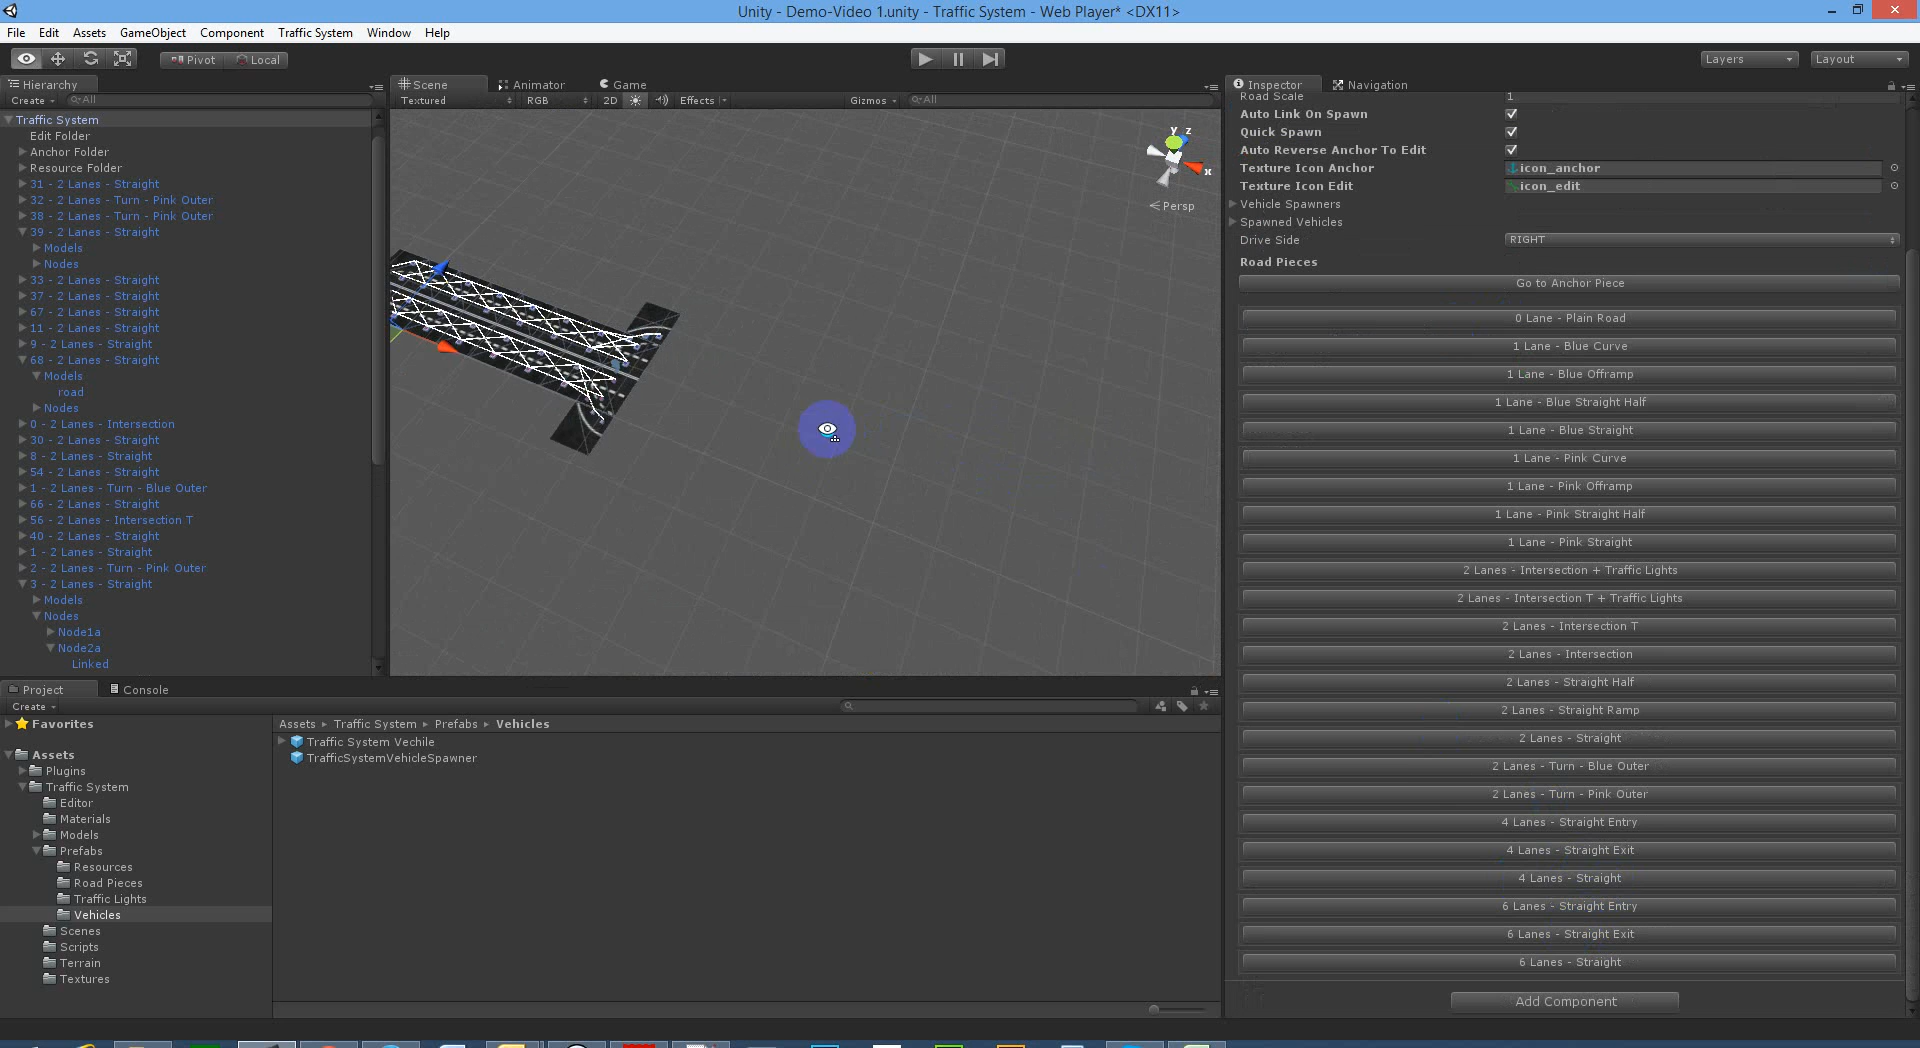 Unity - Demo-Video 1.unity - Traffic System - Web Player* <DX11>
File Edit Assets GameObject Component Traffic System Window Help
Pivot Local
Layers Layout
Hierarchy
Create All
Traffic System
Edit Folder
Anchor Folder
Resource Folder
31 - 2 Lanes - Straight
32 - 2 Lanes - Turn - Pink Outer
38 - 2 Lanes - Turn - Pink Outer
39 - 2 Lanes - Straight
Models
Nodes
33 - 2 Lanes - Straight
37 - 2 Lanes - Straight
67 - 2 Lanes - Straight
11 - 2 Lanes - Straight
9 - 2 Lanes - Straight
68 - 2 Lanes - Straight
Models
road
Nodes
0 - 2 Lanes - Intersection
30 - 2 Lanes - Straight
8 - 2 Lanes - Straight
54 - 2 Lanes - Straight
1 - 2 Lanes - Turn - Blue Outer
66 - 2 Lanes - Straight
56 - 2 Lanes - Intersection T
40 - 2 Lanes - Straight
1 - 2 Lanes - Straight
2 - 2 Lanes - Turn - Pink Outer
3 - 2 Lanes - Straight
Models
Nodes
Node1a
Node2a
Linked
Scene Animator Game
Textured RGB 2D Effects Gizmos All
y z
x
Persp
Inspector Navigation
Road Scale 1
Auto Link On Spawn
Quick Spawn
Auto Reverse Anchor To Edit
Texture Icon Anchor icon_anchor
Texture Icon Edit icon_edit
Vehicle Spawners
Spawned Vehicles
Drive Side RIGHT
Road Pieces
Go to Anchor Piece
0 Lane - Plain Road
1 Lane - Blue Curve
1 Lane - Blue Offramp
1 Lane - Blue Straight Half
1 Lane - Blue Straight
1 Lane - Pink Curve
1 Lane - Pink Offramp
1 Lane - Pink Straight Half
1 Lane - Pink Straight
2 Lanes - Intersection + Traffic Lights
2 Lanes - Intersection T + Traffic Lights
2 Lanes - Intersection T
2 Lanes - Intersection
2 Lanes - Straight Half
2 Lanes - Straight Ramp
2 Lanes - Straight
2 Lanes - Turn - Blue Outer
2 Lanes - Turn - Pink Outer
4 Lanes - Straight Entry
4 Lanes - Straight Exit
4 Lanes - Straight
6 Lanes - Straight Entry
6 Lanes - Straight Exit
6 Lanes - Straight
Add Component
Project Console
Create
Favorites
Assets
Plugins
Traffic System
Editor
Materials
Models
Prefabs
Resources
Road Pieces
Traffic Lights
Vehicles
Scenes
Scripts
Terrain
Textures
Assets Traffic System Prefabs Vehicles
Traffic System Vechile
TrafficSystemVehicleSpawner